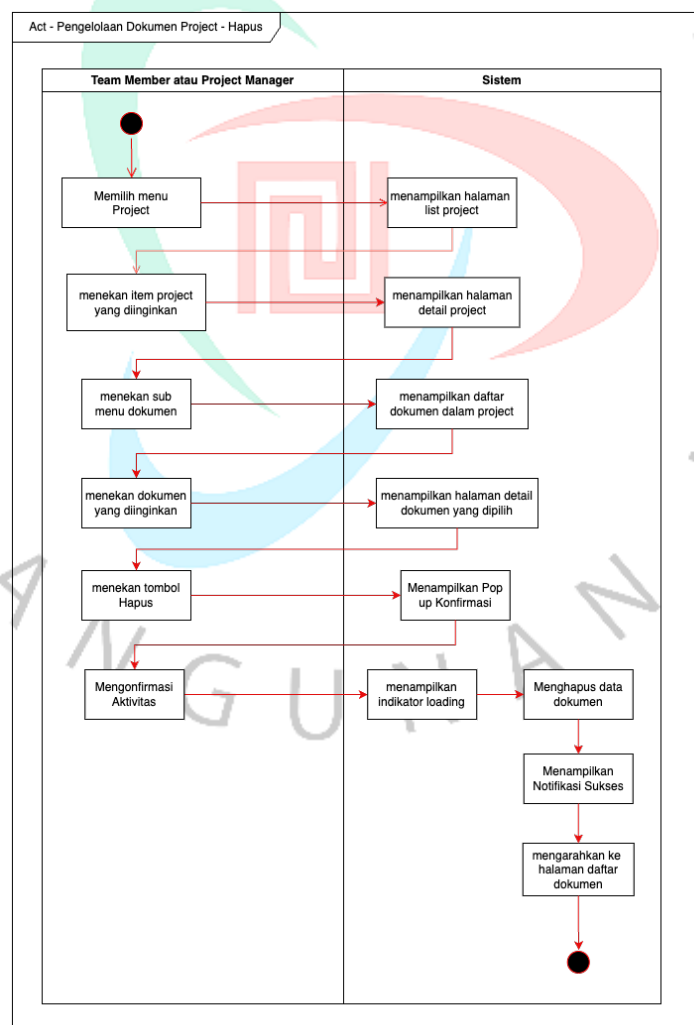 Act - Pengelolaan Dokumen Project - Hapus
Team Member atau Project Manager
Sistem
Memilih menu
Project
menampilkan halaman
list project
menekan item project
yang diinginkan
menampilkan halaman
detail project
menekan sub
menu dokumen
menampilkan daftar
dokumen dalam project
menekan dokumen
yang diinginkan
menampilkan halaman detail
dokumen yang dipilih
menekan tombol
Hapus
Menampilkan Pop
up Konfirmasi
Mengonfirmasi
Aktivitas
menampilkan
indikator loading
Menghapus data
dokumen
Menampilkan
Notifikasi Sukses
mengarahkan ke
halaman daftar
dokumen
ANGUNAN